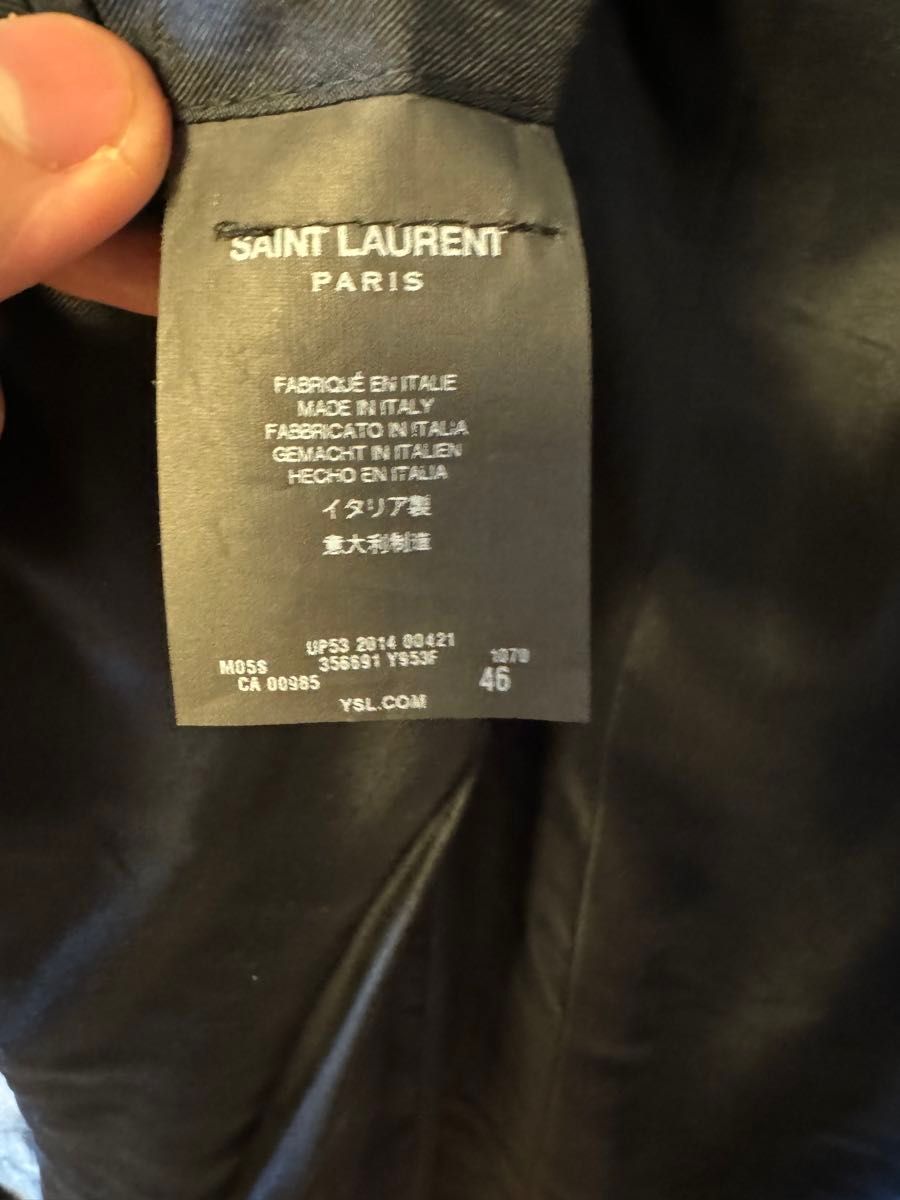 SAINT LAURENT
PARIS
FABRIQUÉ EN ITALIE
MADE IN ITALY
FABBRICATO IN ITALIA
GEMACHT IN ITALIEN
HECHO EN ITALIA
イタリア製
意大利制造
UP53 2014 00421
M05S 356691 Y953F 1070
CA 00985 46
YSL.COM